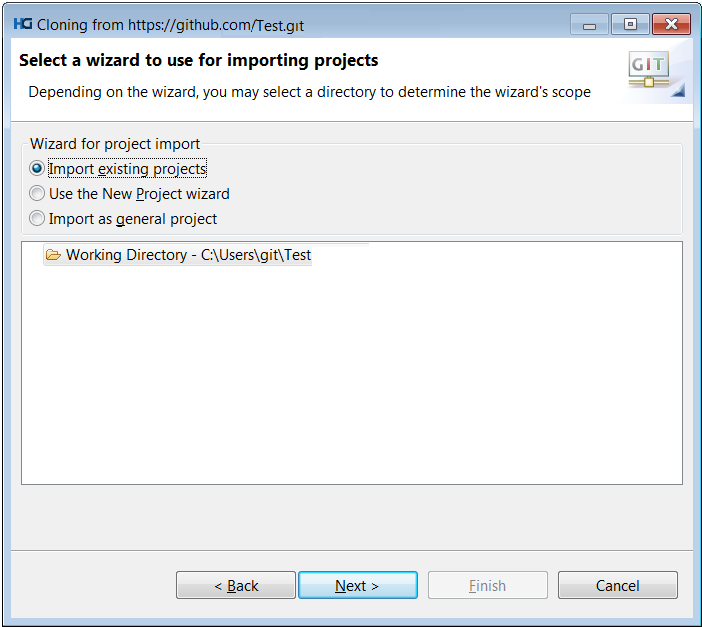 HG Cloning from https://github.com/Test.git
Select a wizard to use for importing projects
GIT
Depending on the wizard, you may select a directory to determine the wizard's scope
Wizard for project import
Import existing projects
Use the New Project wizard
Import as general project
Working Directory - C:\Users\git\Test
< Back
Next >
Finish
Cancel